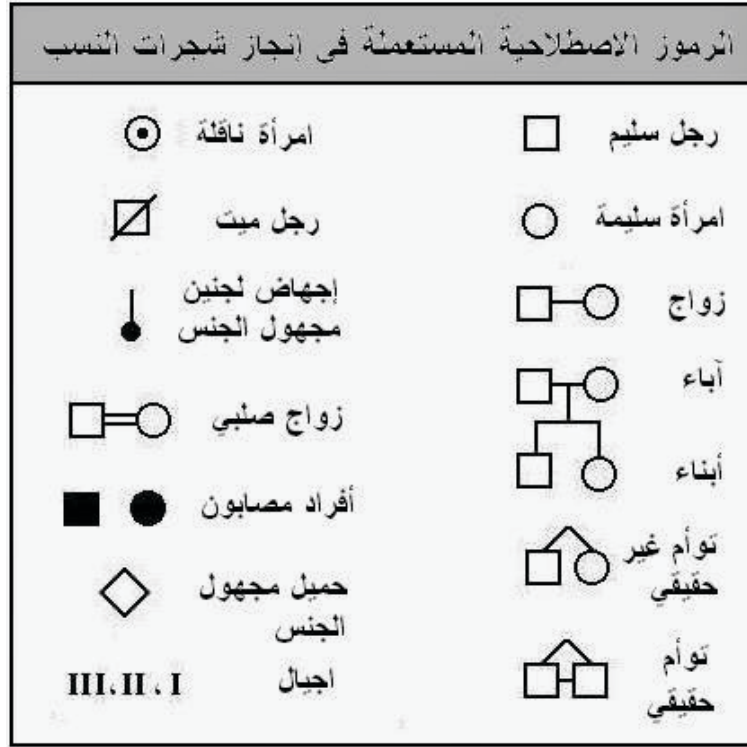 الرموز الاصطلاحية المستعملة في إنجاز شجرات النسب
رجل سليم
امرأة سليمة
زواج
آباء
أبناء
توأم غير
حقيقي
توأم
حقيقي
امرأة ناقلة
رجل ميت
إجهاض لجنين
مجهول الجنس
زواج صلبي
أفراد مصابون
حميل مجهول
الجنس
اجيال
I ،II ،III